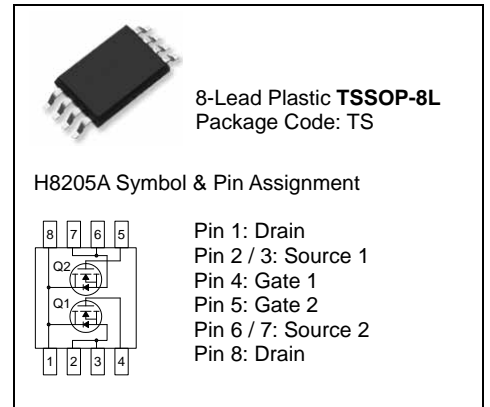 8-Lead Plastic TSSOP-8L
Package Code: TS
H8205A Symbol & Pin Assignment
8 7 6 5
Q2
Q1
1 2 3 4
Pin 1: Drain
Pin 2 / 3: Source 1
Pin 4: Gate 1
Pin 5: Gate 2
Pin 6 / 7: Source 2
Pin 8: Drain